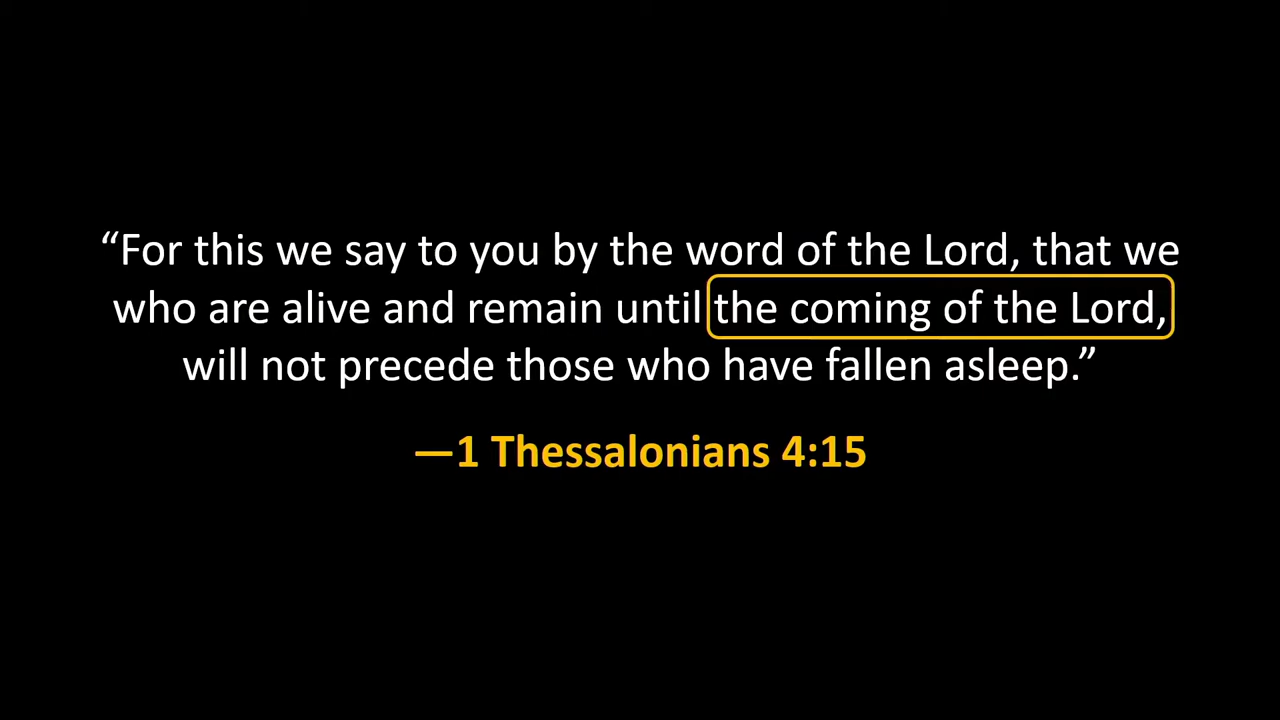 “For this we say to you by the word of the Lord, that we
who are alive and remain until the coming of the Lord,
will not precede those who have fallen asleep.”
—1 Thessalonians 4:15